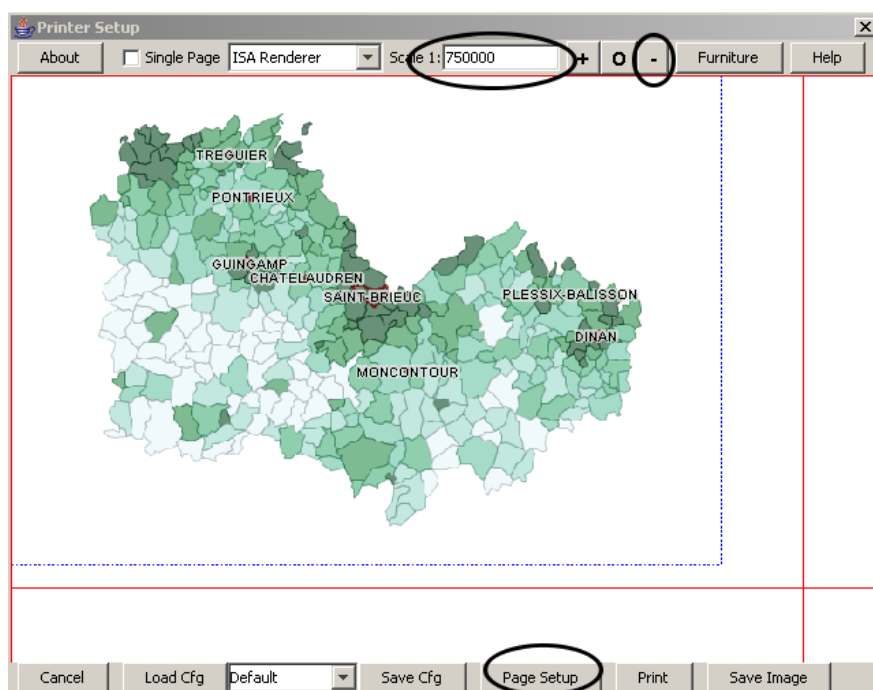 Printer Setup
About Single Page ISA Renderer Scale 1: 750000 + O - Furniture Help
TREGUIER
PONTRIEUX
GUINGAMP
CHATELAUDREN
SAINT-BRIEUC PLESSIX-BALISSON
DINAN
MONCONTOUR
Cancel Load Cfg Default Save Cfg Page Setup Print Save Image